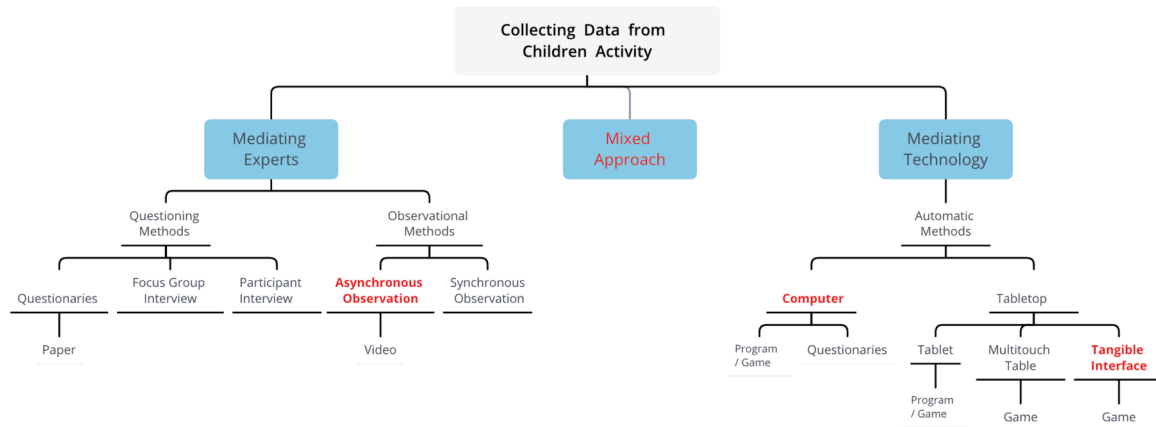 Collecting Data from
Children Activity
Mediating
Experts
Mixed
Approach
Mediating
Technology
Questioning
Methods
Observational
Methods
Automatic
Methods
Questionaries
Focus Group
Interview
Participant
Interview
Asynchronous
Observation
Synchronous
Observation
Computer
Tabletop
Paper
Video
Program
/ Game
Questionaries
Tablet
Multitouch
Table
Tangible
Interface
Program
/ Game
Game
Game